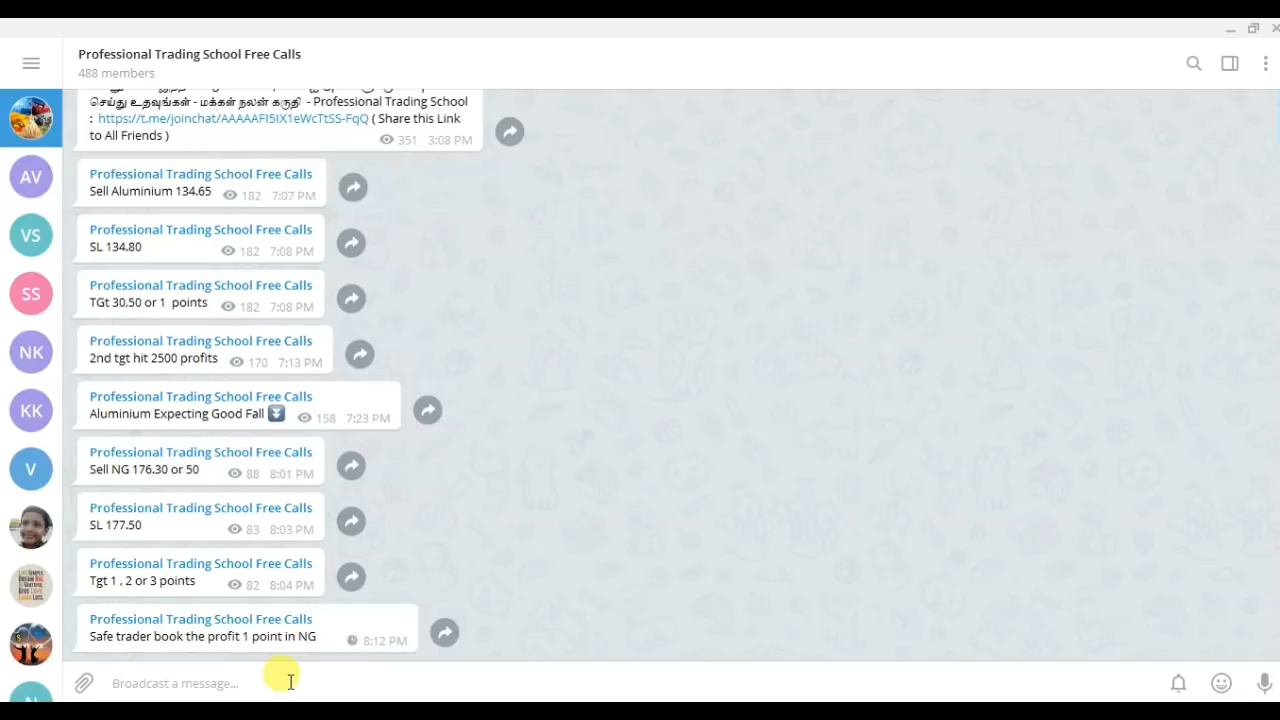 Professional Trading School Free Calls
488 members
செய்து உதவுங்கள் - மக்கள் நலன் கருதி - Professional Trading School
: https://t.me/joinchat/AAAAAFI5IX1eWcTtSS-FqQ ( Share this Link
to All Friends )
351 3:08 PM
Professional Trading School Free Calls
Sell Aluminium 134.65 182 7:07 PM
Professional Trading School Free Calls
SL 134.80 182 7:08 PM
Professional Trading School Free Calls
TGt 30,50 or 1 points 182 7:08 PM
Professional Trading School Free Calls
2nd tgt hit 2500 profits 170 7:13 PM
Professional Trading School Free Calls
Aluminium Expecting Good Fall ⏬ 158 7:23 PM
Professional Trading School Free Calls
Sell NG 176.30 or 50 88 8:01 PM
Professional Trading School Free Calls
SL 177.50 83 8:03 PM
Professional Trading School Free Calls
Tgt 1 , 2 or 3 points 82 8:04 PM
Professional Trading School Free Calls
Safe trader book the profit 1 point in NG 8:12 PM
Broadcast a message...
AV
VS
SS
NK
KK
V